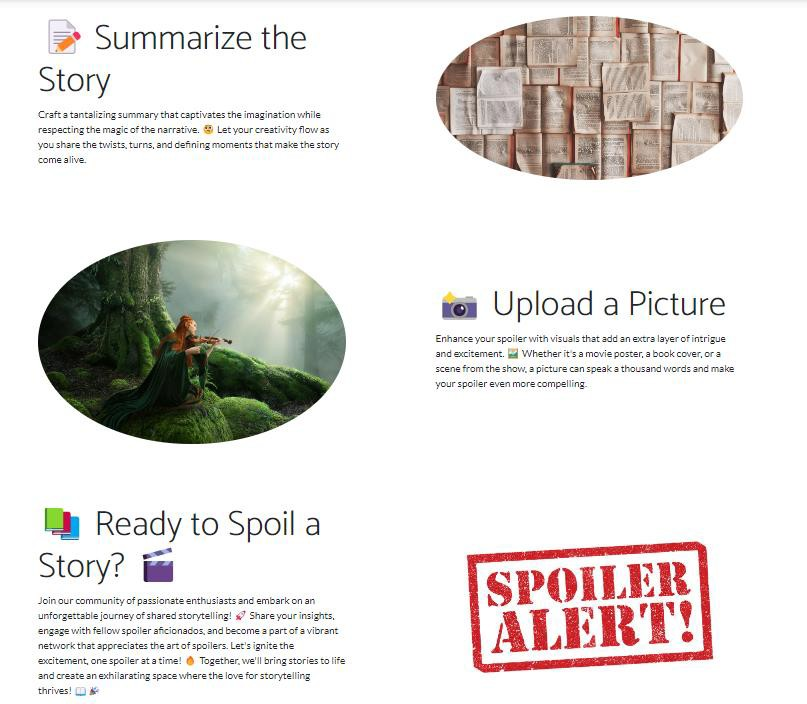 📝 Summarize the
Story
Craft a tantalizing summary that captivates the imagination while
respecting the magic of the narrative. 🤯 Let your creativity flow as
you share the twists, turns, and defining moments that make the story
come alive.
📸 Upload a Picture
Enhance your spoiler with visuals that add an extra layer of intrigue
and excitement. 🖼️ Whether it's a movie poster, a book cover, or a
scene from the show, a picture can speak a thousand words and make
your spoiler even more compelling.
📚 Ready to Spoil a
Story? 🎬
Join our community of passionate enthusiasts and embark on an
unforgettable journey of shared storytelling! 🚀 Share your insights,
engage with fellow spoiler aficionados, and become a part of a vibrant
network that appreciates the art of spoilers. Let's ignite the
excitement, one spoiler at a time! 🔥 Together, we'll bring stories to life
and create an exhilarating space where the love for storytelling
thrives! 📖 🎉
SPOILER
ALERT!